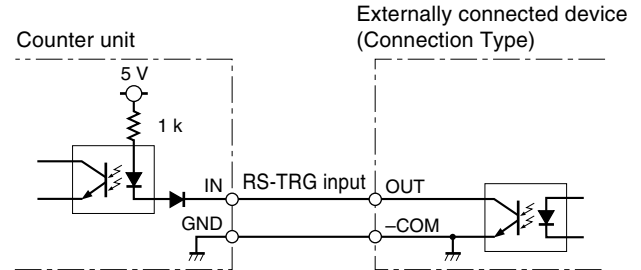 Externally connected device
(Connection Type)
Counter unit
5 V
1 k
IN
RS-TRG input
OUT
GND
–COM